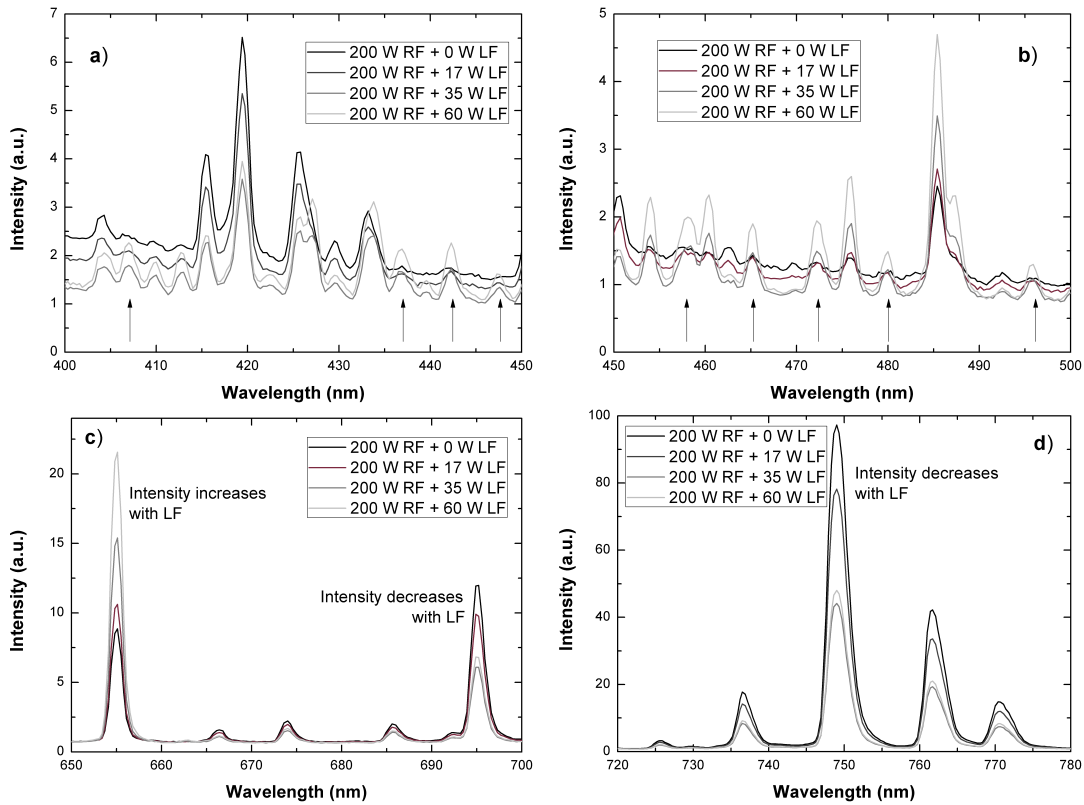 a)
200 W RF + 0 W LF
200 W RF + 17 W LF
200 W RF + 35 W LF
200 W RF + 60 W LF
7
6
5
4
3
2
1
0
400 410 420 430 440 450
Intensity (a.u.)
Wavelength (nm)
b)
200 W RF + 0 W LF
200 W RF + 17 W LF
200 W RF + 35 W LF
200 W RF + 60 W LF
5
4
3
2
1
0
450 460 470 480 490 500
Intensity (a.u.)
Wavelength (nm)
c)
200 W RF + 0 W LF
200 W RF + 17 W LF
200 W RF + 35 W LF
200 W RF + 60 W LF
Intensity increases
with LF
Intensity decreases
with LF
20
15
10
5
0
650 660 670 680 690 700
Intensity (a.u.)
Wavelength (nm)
d)
200 W RF + 0 W LF
200 W RF + 17 W LF
200 W RF + 35 W LF
200 W RF + 60 W LF
Intensity decreases
with LF
100
80
60
40
20
0
720 730 740 750 760 770 780
Intensity (a.u.)
Wavelength (nm)